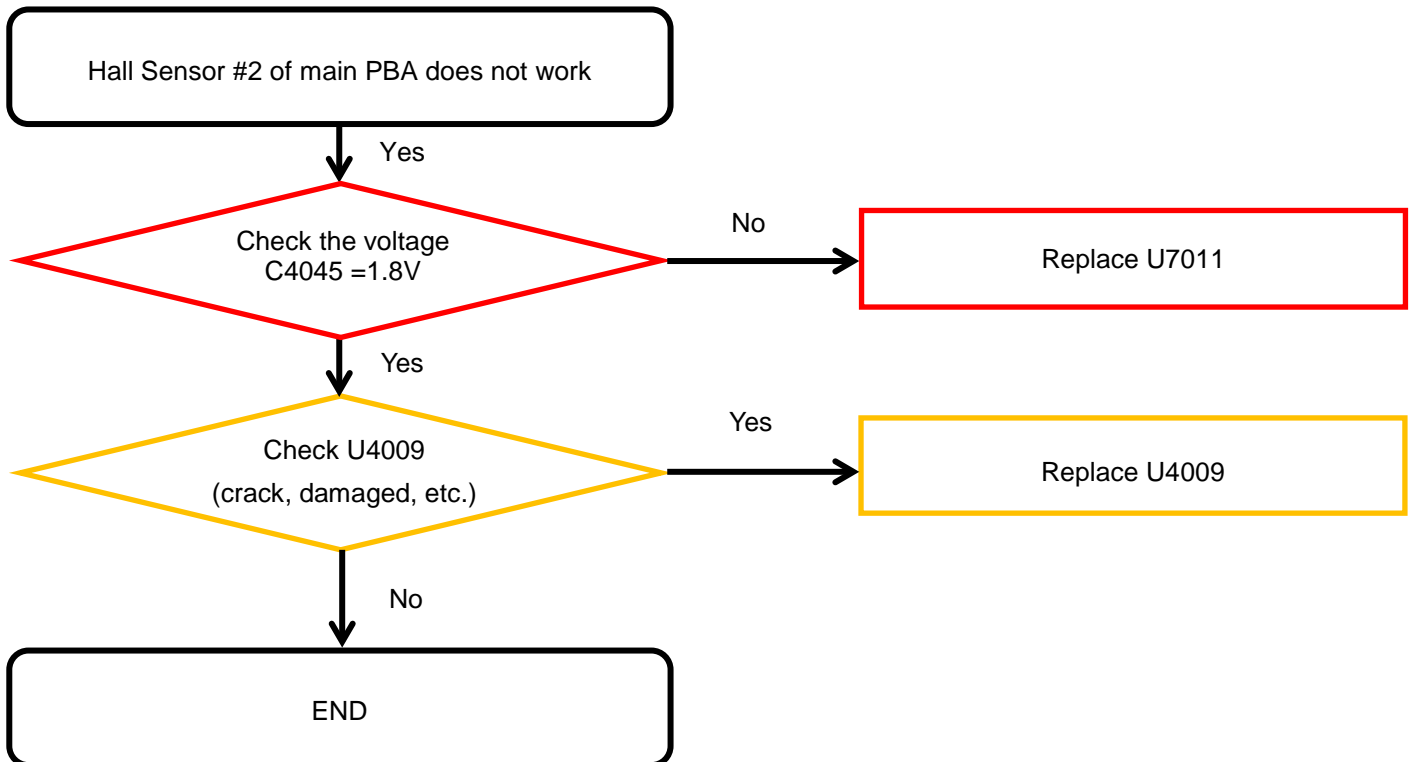 Hall Sensor #2 of main PBA does not work
Yes
Check the voltage
C4045 =1.8V
No
Replace U7011
Yes
Check U4009
(crack, damaged, etc.)
Yes
Replace U4009
No
END